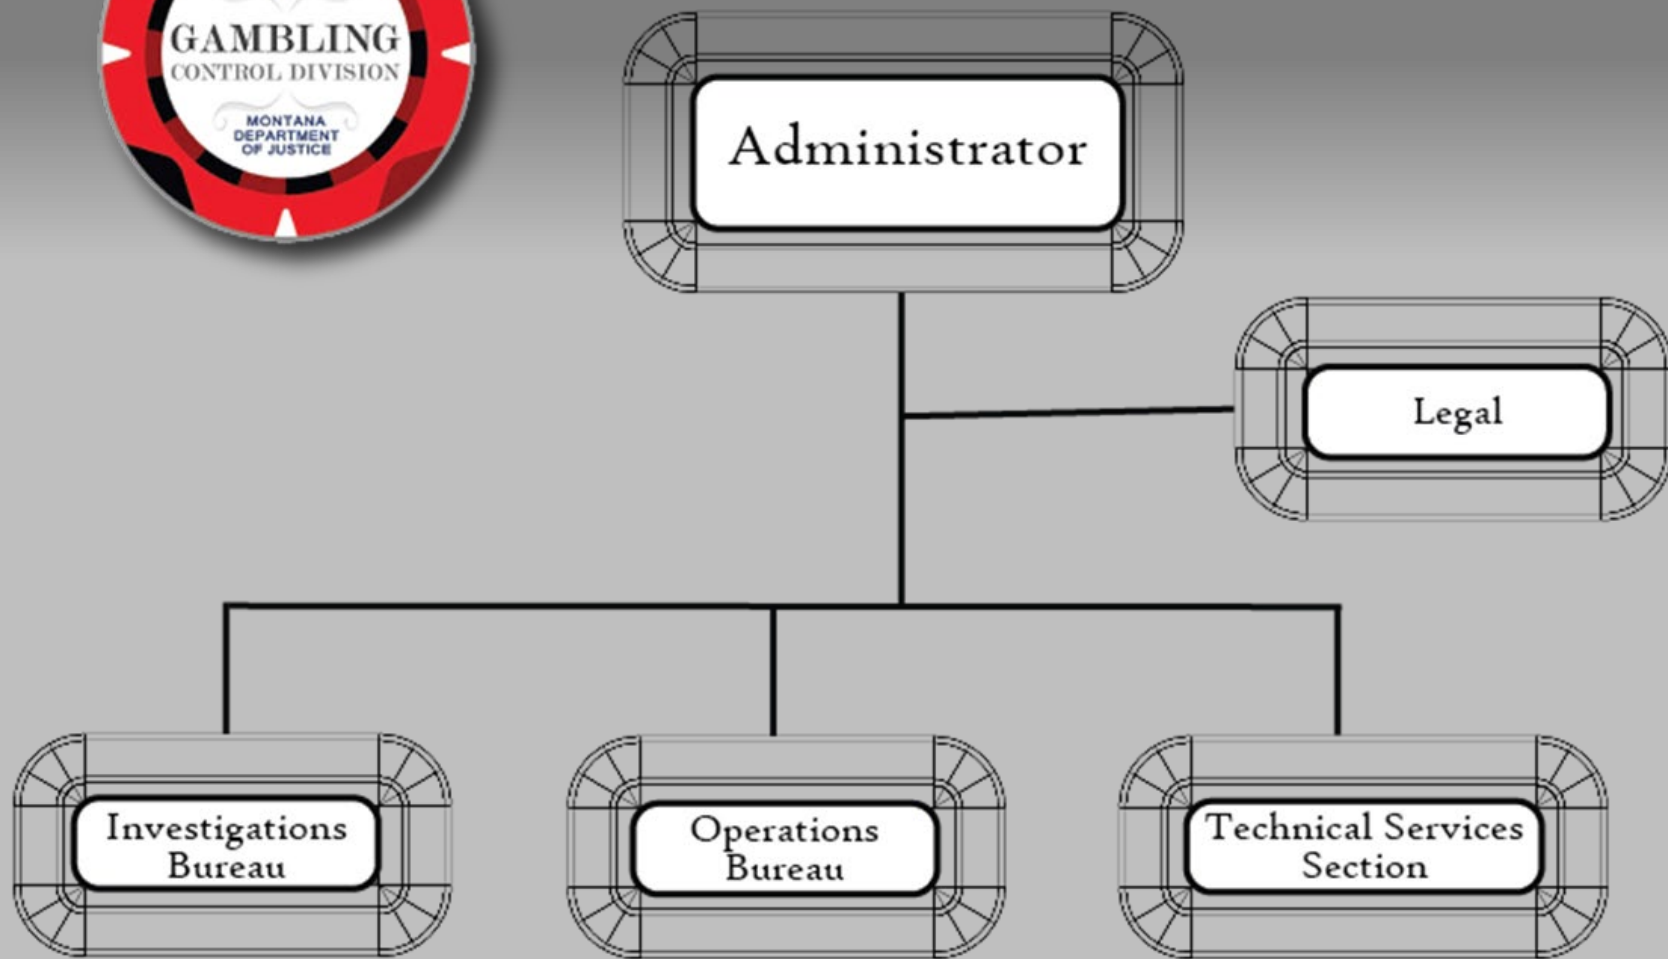 GAMBLING
CONTROL DIVISION
MONTANA
DEPARTMENT
OF JUSTICE
Administrator
Legal
Investigations
Bureau
Operations
Bureau
Technical Services
Section